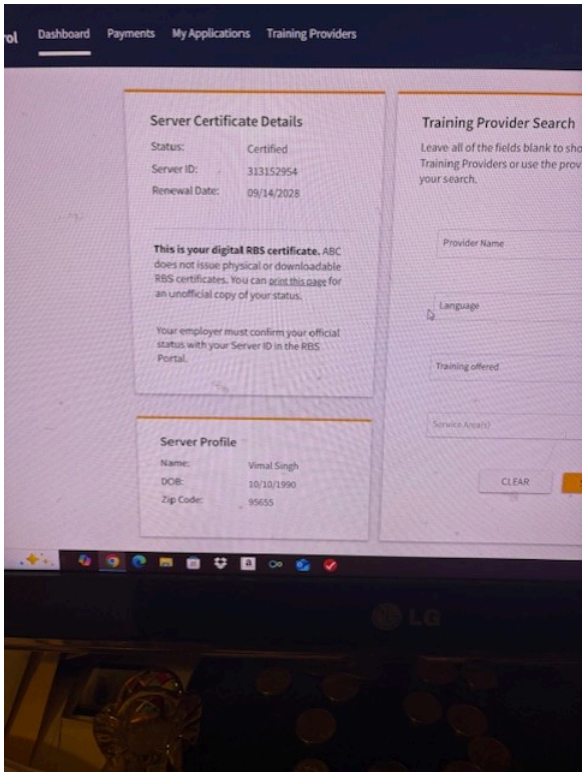 rol Dashboard Payments My Applications Training Providers
Server Certificate Details
Status: Certified
Server ID: 313152954
Renewal Date: 09/14/2028
This is your digital RBS certificate. ABC
does not issue physical or downloadable
RBS certificates. You can print this page for
an unofficial copy of your status.
Your employer must confirm your official
status with your Server ID in the RBS
Portal.
Server Profile
Name: Vimal Singh
DOB: 10/10/1990
Zip Code: 95655
Training Provider Search
Leave all of the fields blank to sho
Training Providers or use the prov
your search.
Provider Name
Language
Training offered
Service Area(s)
CLEAR
a
LG